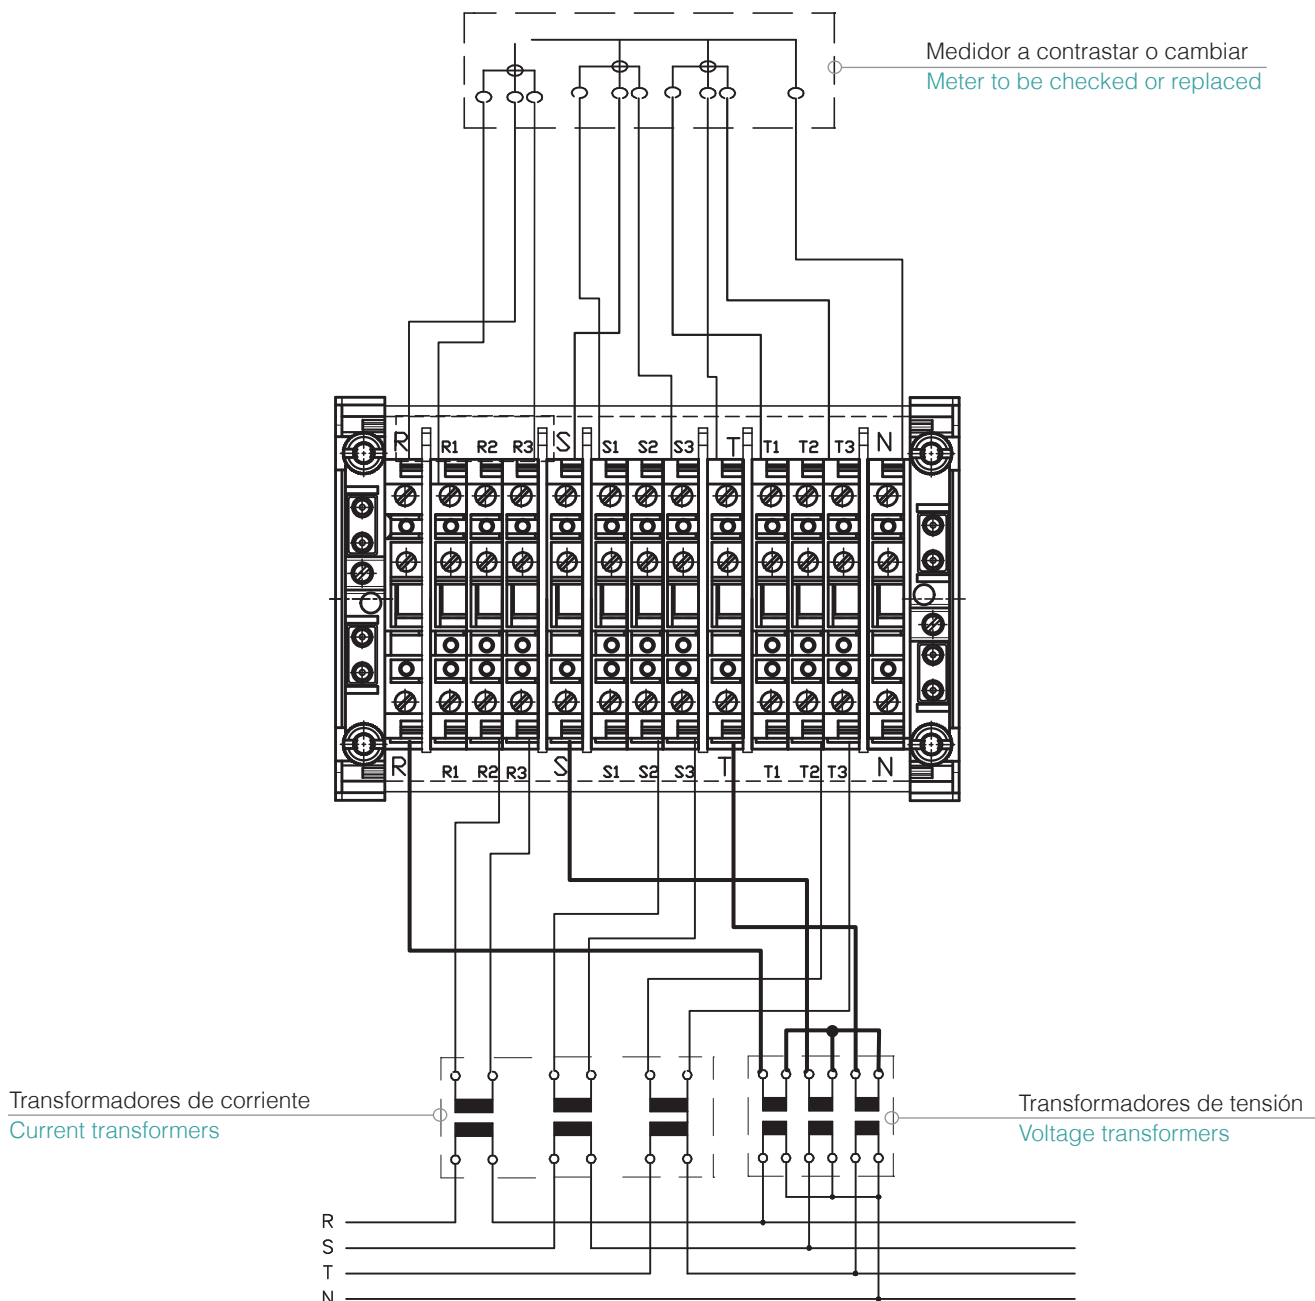 Medidor a contrastar o cambiar
Meter to be checked or replaced
R R1 R2 R3 S S1 S2 S3 T T1 T2 T3 N
R R1 R2 R3 S S1 S2 S3 T T1 T2 T3 N
Transformadores de corriente
Current transformers
Transformadores de tensión
Voltage transformers
R
S
T
N